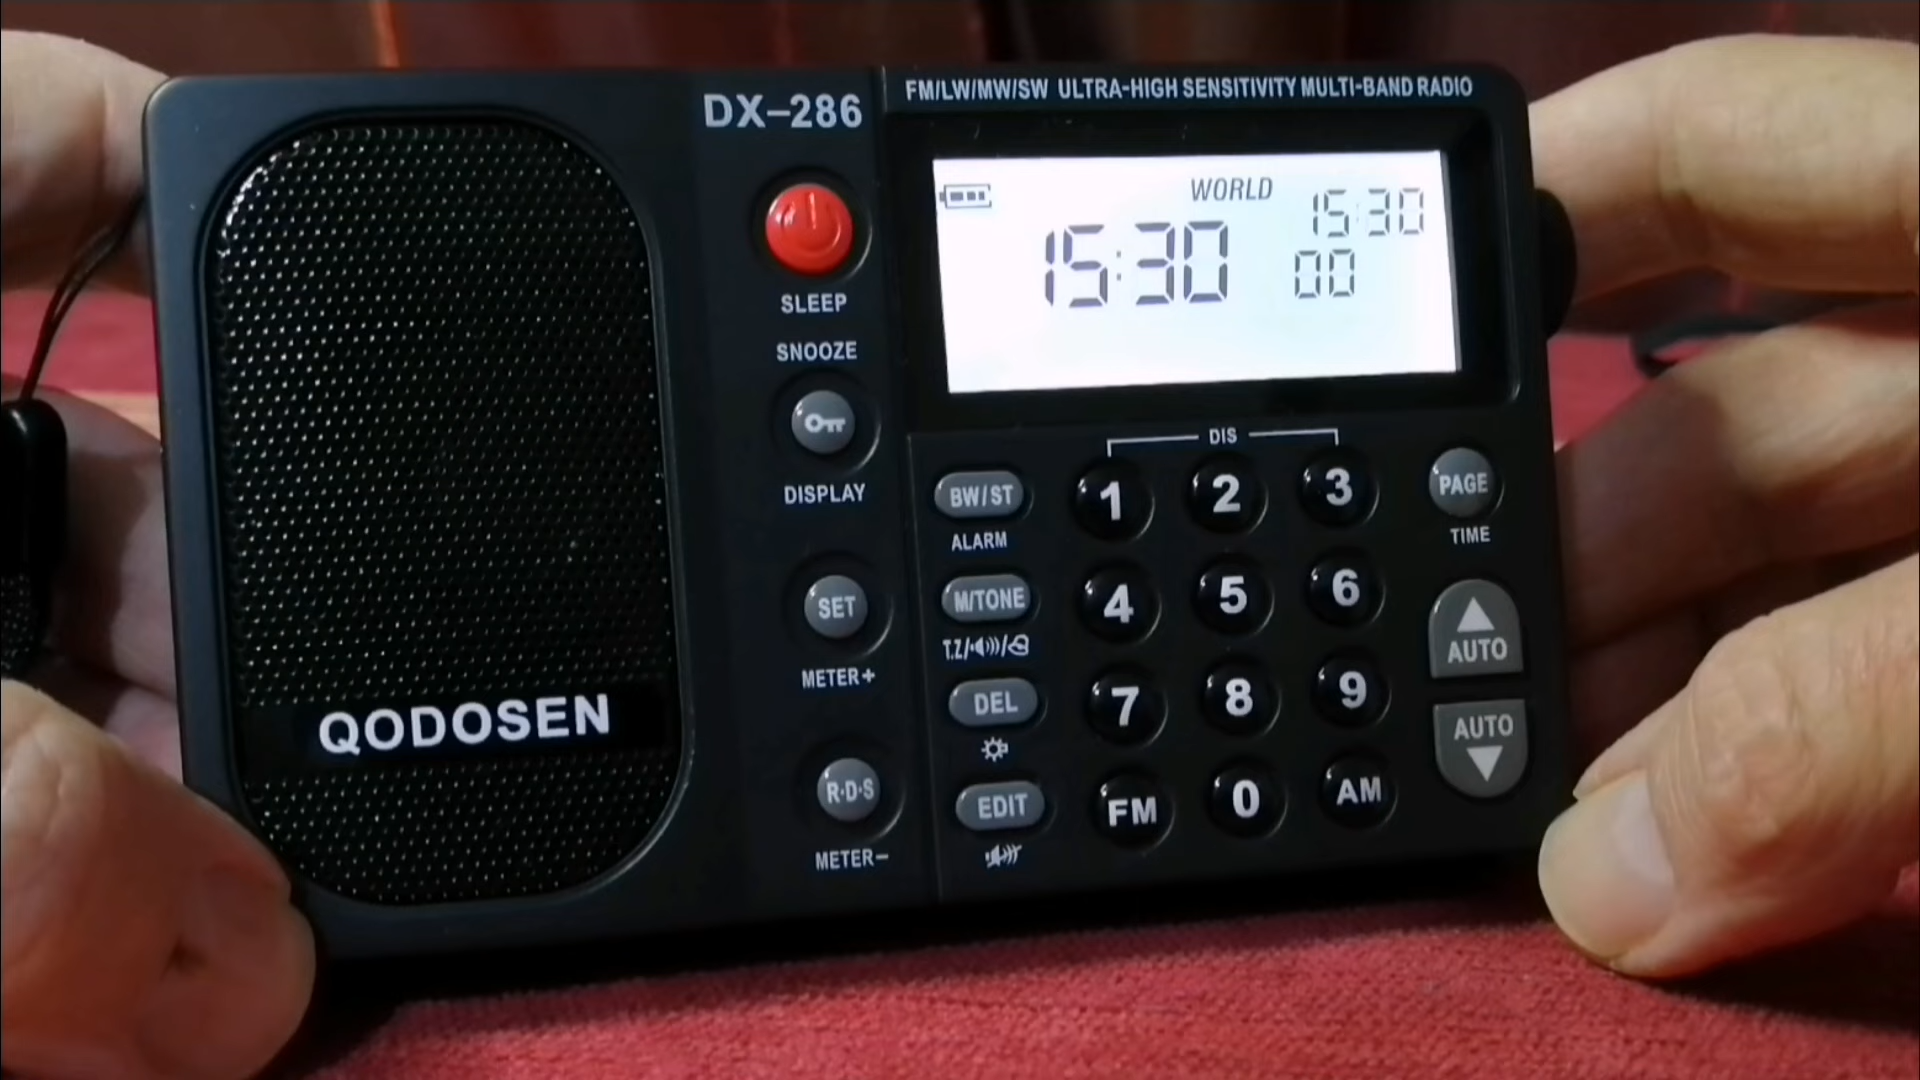 DX-286
FM/LW/MW/SW ULTRA-HIGH SENSITIVITY MULTI-BAND RADIO
WORLD
15:30
15:30
00
SLEEP
SNOOZE
DISPLAY
SET
METER+
R·D·S
METER-
QODOSEN
DIS
BW/ST
1 2 3
PAGE
ALARM
TIME
M/TONE
4 5 6
AUTO
T.Z/
DEL
7 8 9
AUTO
EDIT
FM 0 AM